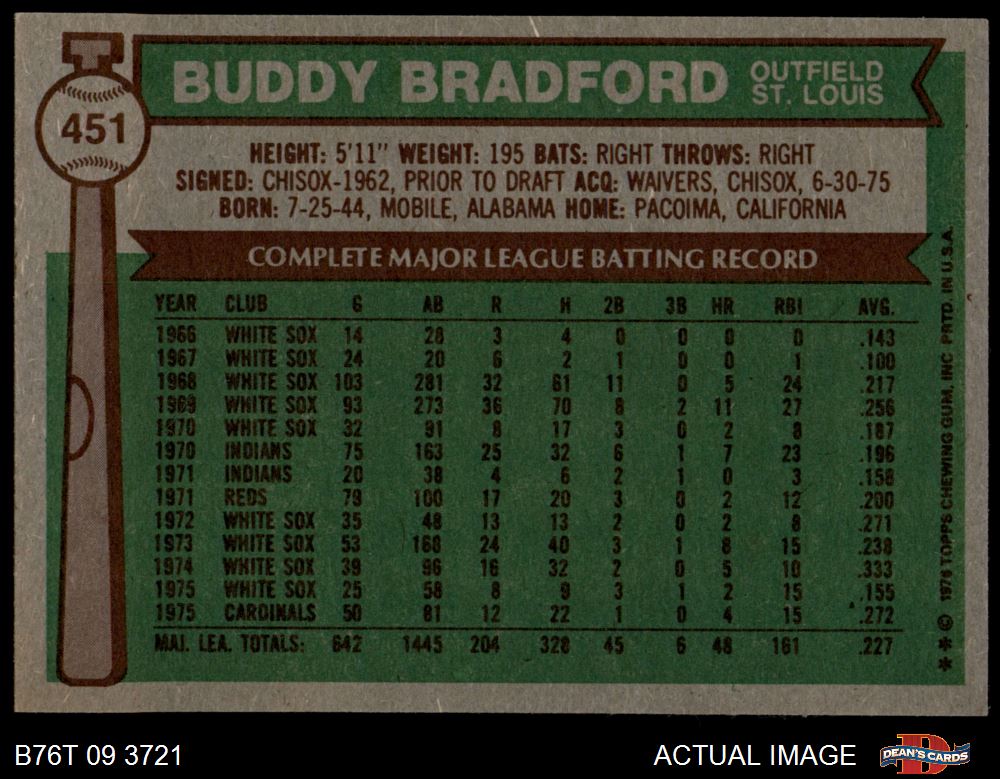 451
BUDDY BRADFORD
OUTFIELD
ST. LOUIS
HEIGHT: 5'11" WEIGHT: 195 BATS: RIGHT THROWS: RIGHT
SIGNED: CHISOX-1962, PRIOR TO DRAFT ACQ: WAIVERS, CHISOX, 6-30-75
BORN: 7-25-44, MOBILE, ALABAMA HOME: PACOIMA, CALIFORNIA
COMPLETE MAJOR LEAGUE BATTING RECORD
YEAR CLUB G AB R H 2B 3B HR RBI AVG.
1966 WHITE SOX 14 28 3 4 0 0 0 0 .143
1967 WHITE SOX 24 20 6 2 1 0 0 1 .100
1968 WHITE SOX 103 281 32 61 11 0 5 24 .217
1969 WHITE SOX 93 273 36 70 8 2 11 27 .256
1970 WHITE SOX 32 91 8 17 3 0 2 8 .187
1970 INDIANS 75 163 25 32 6 1 7 23 .196
1971 INDIANS 20 38 4 6 2 1 0 3 .158
1971 REDS 79 100 17 20 3 0 2 12 .200
1972 WHITE SOX 35 48 13 13 2 0 2 8 .271
1973 WHITE SOX 53 168 24 40 3 1 8 15 .238
1974 WHITE SOX 39 96 16 32 2 0 5 10 .333
1975 WHITE SOX 25 58 8 9 3 1 2 15 .155
1975 CARDINALS 50 81 12 22 1 0 4 15 .272
MAJ. LEA. TOTALS: 642 1445 204 328 45 6 48 161 .227
*** © 1976 TOPPS CHEWING GUM, INC PRTD. IN U.S.A.
B76T 09 3721
ACTUAL IMAGE
DEAN'S CARDS